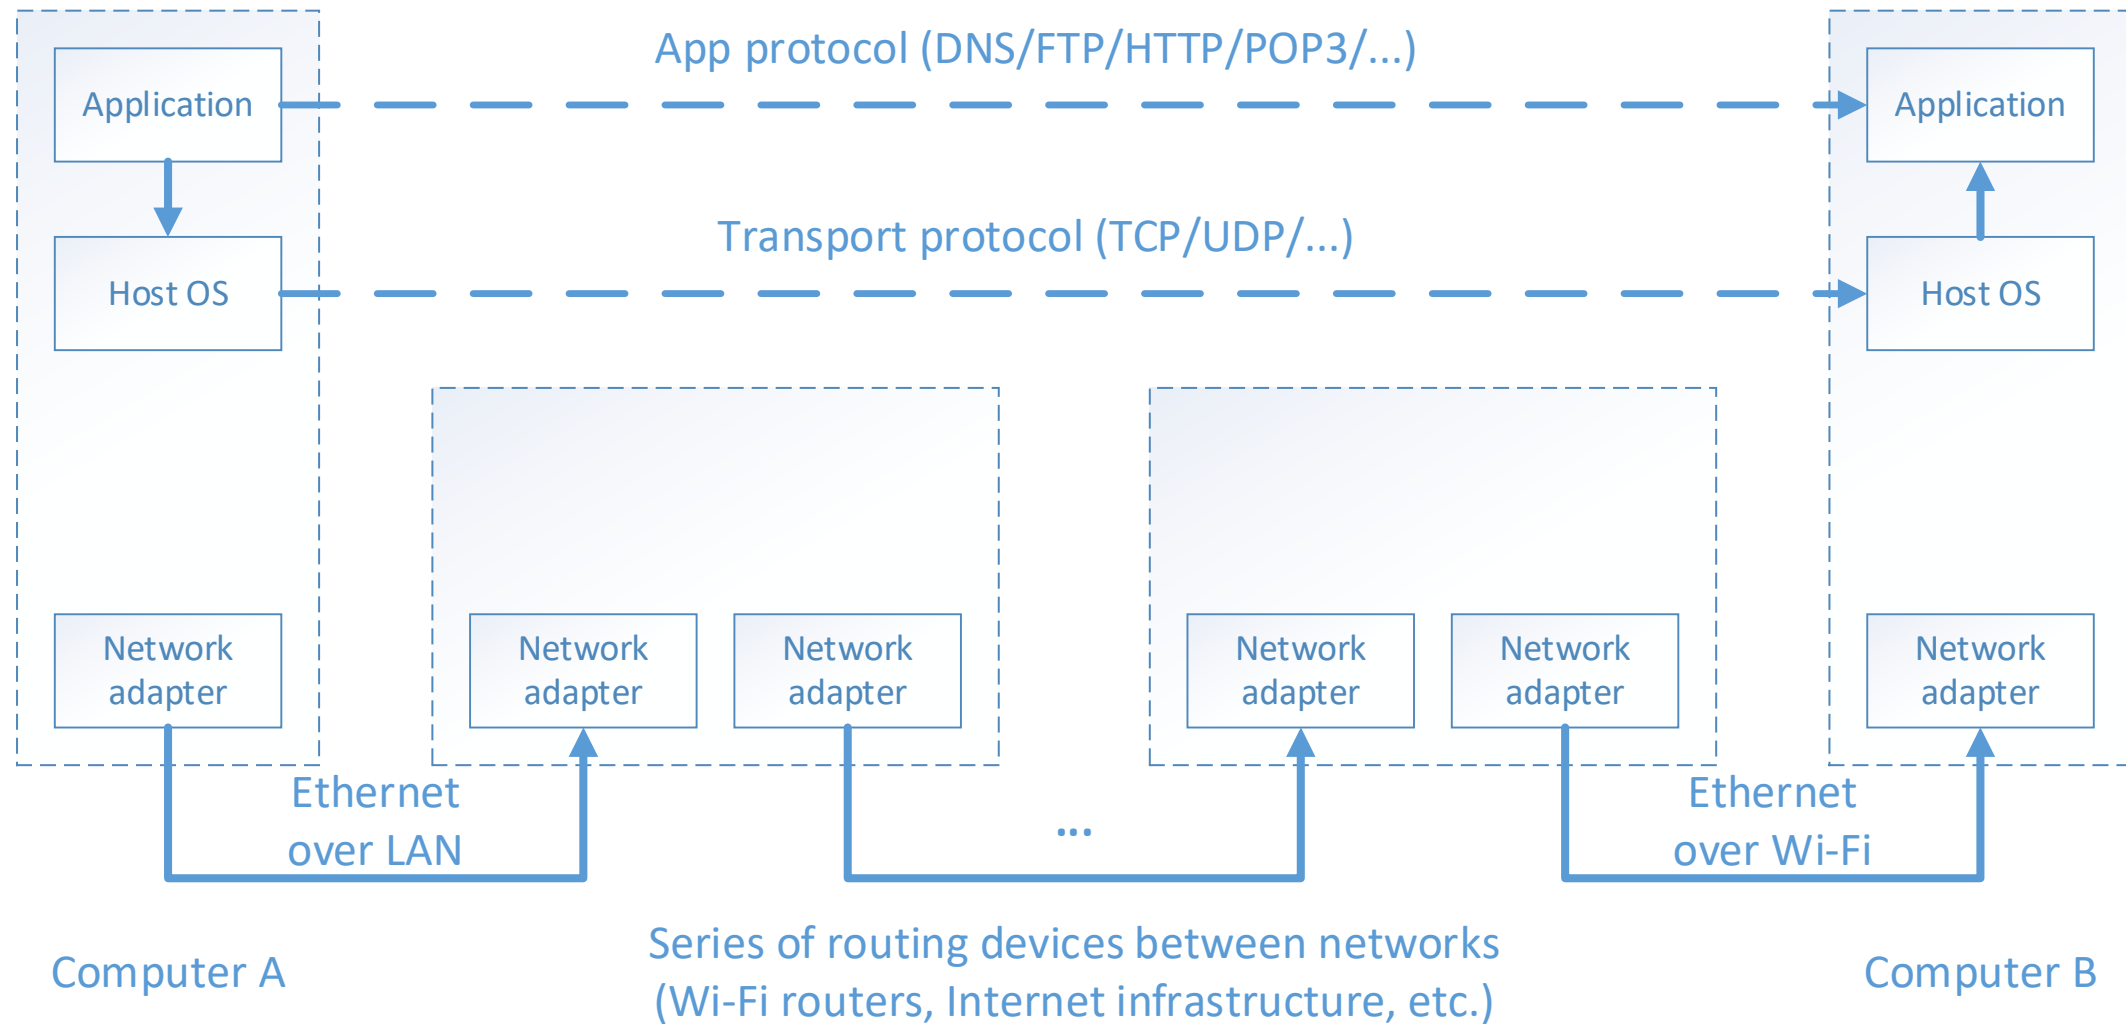 App protocol (DNS/FTP/HTTP/POP3/...)
Application
Application
Transport protocol (TCP/UDP/...)
Host OS
Host OS
Network
adapter
Network
adapter
Network
adapter
Network
adapter
Network
adapter
Network
adapter
Ethernet
over LAN
...
Ethernet
over Wi-Fi
Computer A
Series of routing devices between networks
(Wi-Fi routers, Internet infrastructure, etc.)
Computer B